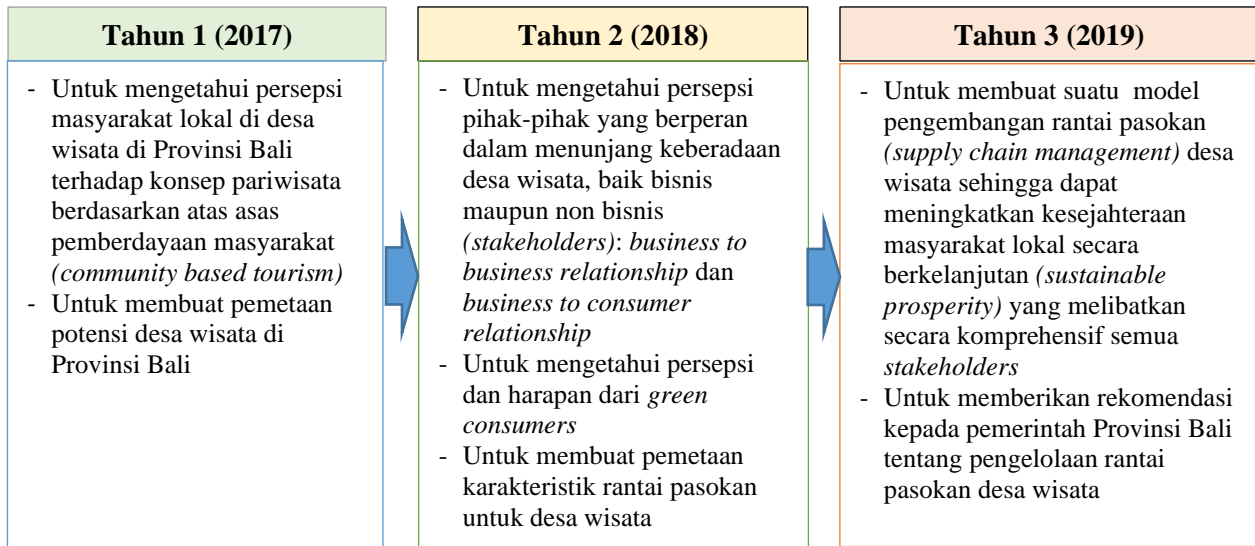 Tahun 1 (2017)
- Untuk mengetahui persepsi
masyarakat lokal di desa
wisata di Provinsi Bali
terhadap konsep pariwisata
berdasarkan atas asas
pemberdayaan masyarakat
(community based tourism)
- Untuk membuat pemetaan
potensi desa wisata di
Provinsi Bali
Tahun 2 (2018)
- Untuk mengetahui persepsi
pihak-pihak yang berperan
dalam menunjang keberadaan
desa wisata, baik bisnis
maupun non bisnis
(stakeholders): business to
business relationship dan
business to consumer
relationship
- Untuk mengetahui persepsi
dan harapan dari green
consumers
- Untuk membuat pemetaan
karakteristik rantai pasokan
untuk desa wisata
Tahun 3 (2019)
- Untuk membuat suatu model
pengembangan rantai pasokan
(supply chain management) desa
wisata sehingga dapat
meningkatkan kesejahteraan
masyarakat lokal secara
berkelanjutan (sustainable
prosperity) yang melibatkan
secara komprehensif semua
stakeholders
- Untuk memberikan rekomendasi
kepada pemerintah Provinsi Bali
tentang pengelolaan rantai
pasokan desa wisata